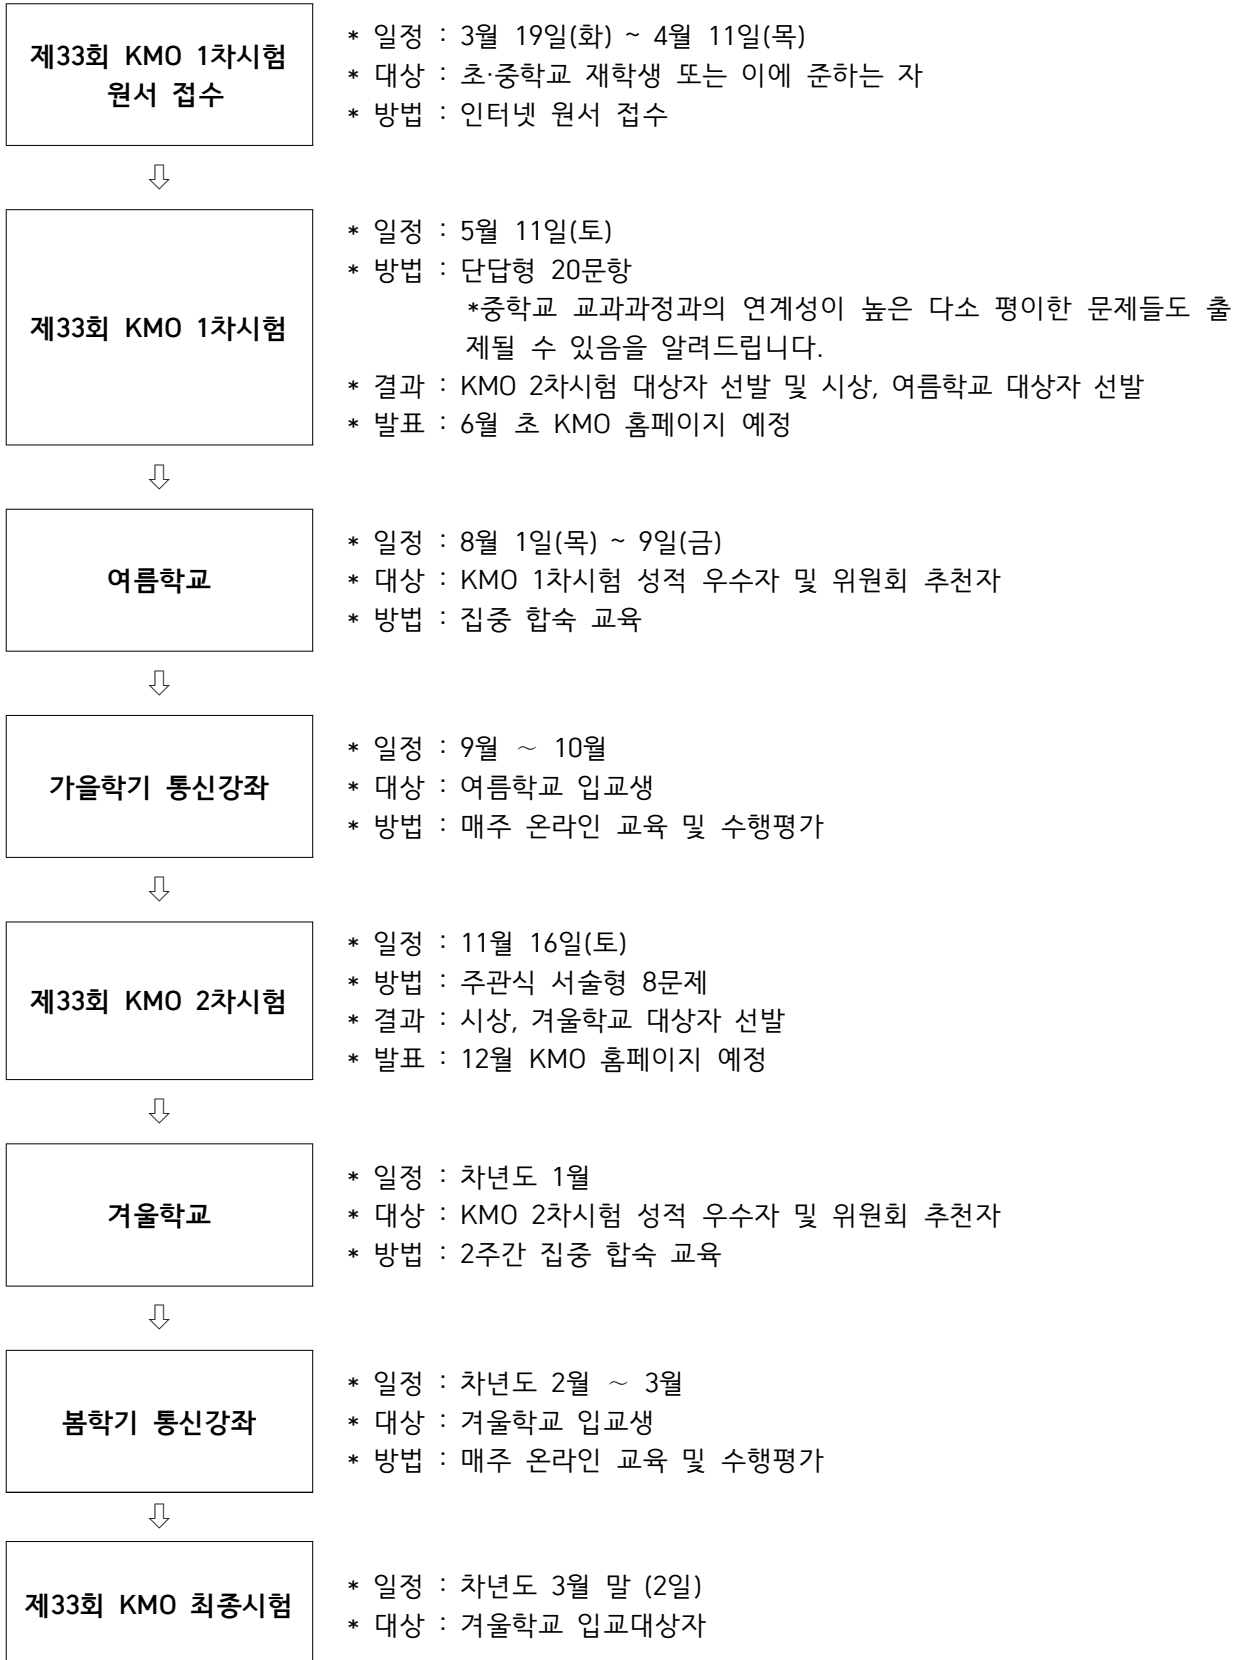 제33회 KMO 1차시험
원서 접수
* 일정 : 3월 19일(화) ~ 4월 11일(목)
* 대상 : 초·중학교 재학생 또는 이에 준하는 자
* 방법 : 인터넷 원서 접수
⇩
제33회 KMO 1차시험
* 일정 : 5월 11일(토)
* 방법 : 단답형 20문항
*중학교 교과과정과의 연계성이 높은 다소 평이한 문제들도 출
제될 수 있음을 알려드립니다.
* 결과 : KMO 2차시험 대상자 선발 및 시상, 여름학교 대상자 선발
* 발표 : 6월 초 KMO 홈페이지 예정
⇩
여름학교
* 일정 : 8월 1일(목) ~ 9일(금)
* 대상 : KMO 1차시험 성적 우수자 및 위원회 추천자
* 방법 : 집중 합숙 교육
⇩
가을학기 통신강좌
* 일정 : 9월 ～ 10월
* 대상 : 여름학교 입교생
* 방법 : 매주 온라인 교육 및 수행평가
⇩
제33회 KMO 2차시험
* 일정 : 11월 16일(토)
* 방법 : 주관식 서술형 8문제
* 결과 : 시상, 겨울학교 대상자 선발
* 발표 : 12월 KMO 홈페이지 예정
⇩
겨울학교
* 일정 : 차년도 1월
* 대상 : KMO 2차시험 성적 우수자 및 위원회 추천자
* 방법 : 2주간 집중 합숙 교육
⇩
봄학기 통신강좌
* 일정 : 차년도 2월 ～ 3월
* 대상 : 겨울학교 입교생
* 방법 : 매주 온라인 교육 및 수행평가
⇩
제33회 KMO 최종시험
* 일정 : 차년도 3월 말 (2일)
* 대상 : 겨울학교 입교대상자